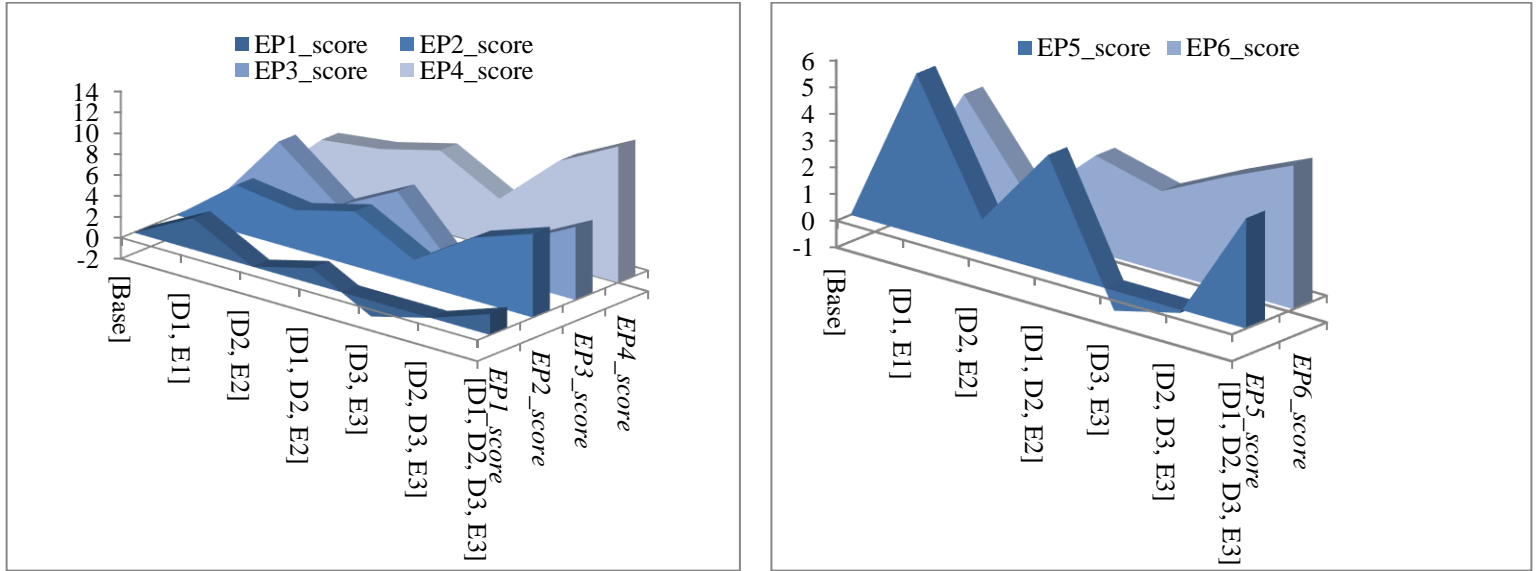 EP1_score EP2_score
EP3_score EP4_score
14
12
10
8
6
4
2
0
-2
[Base]
[D1, E1]
[D2, E2]
[D1, D2, E2]
[D3, E3]
[D2, D3, E3]
[D1, D2, D3, E3]
EP1_score
EP2_score
EP3_score
EP4_score
EP5_score EP6_score
6
5
4
3
2
1
0
-1
[Base]
[D1, E1]
[D2, E2]
[D1, D2, E2]
[D3, E3]
[D2, D3, E3]
[D1, D2, D3, E3]
EP5_score
EP6_score